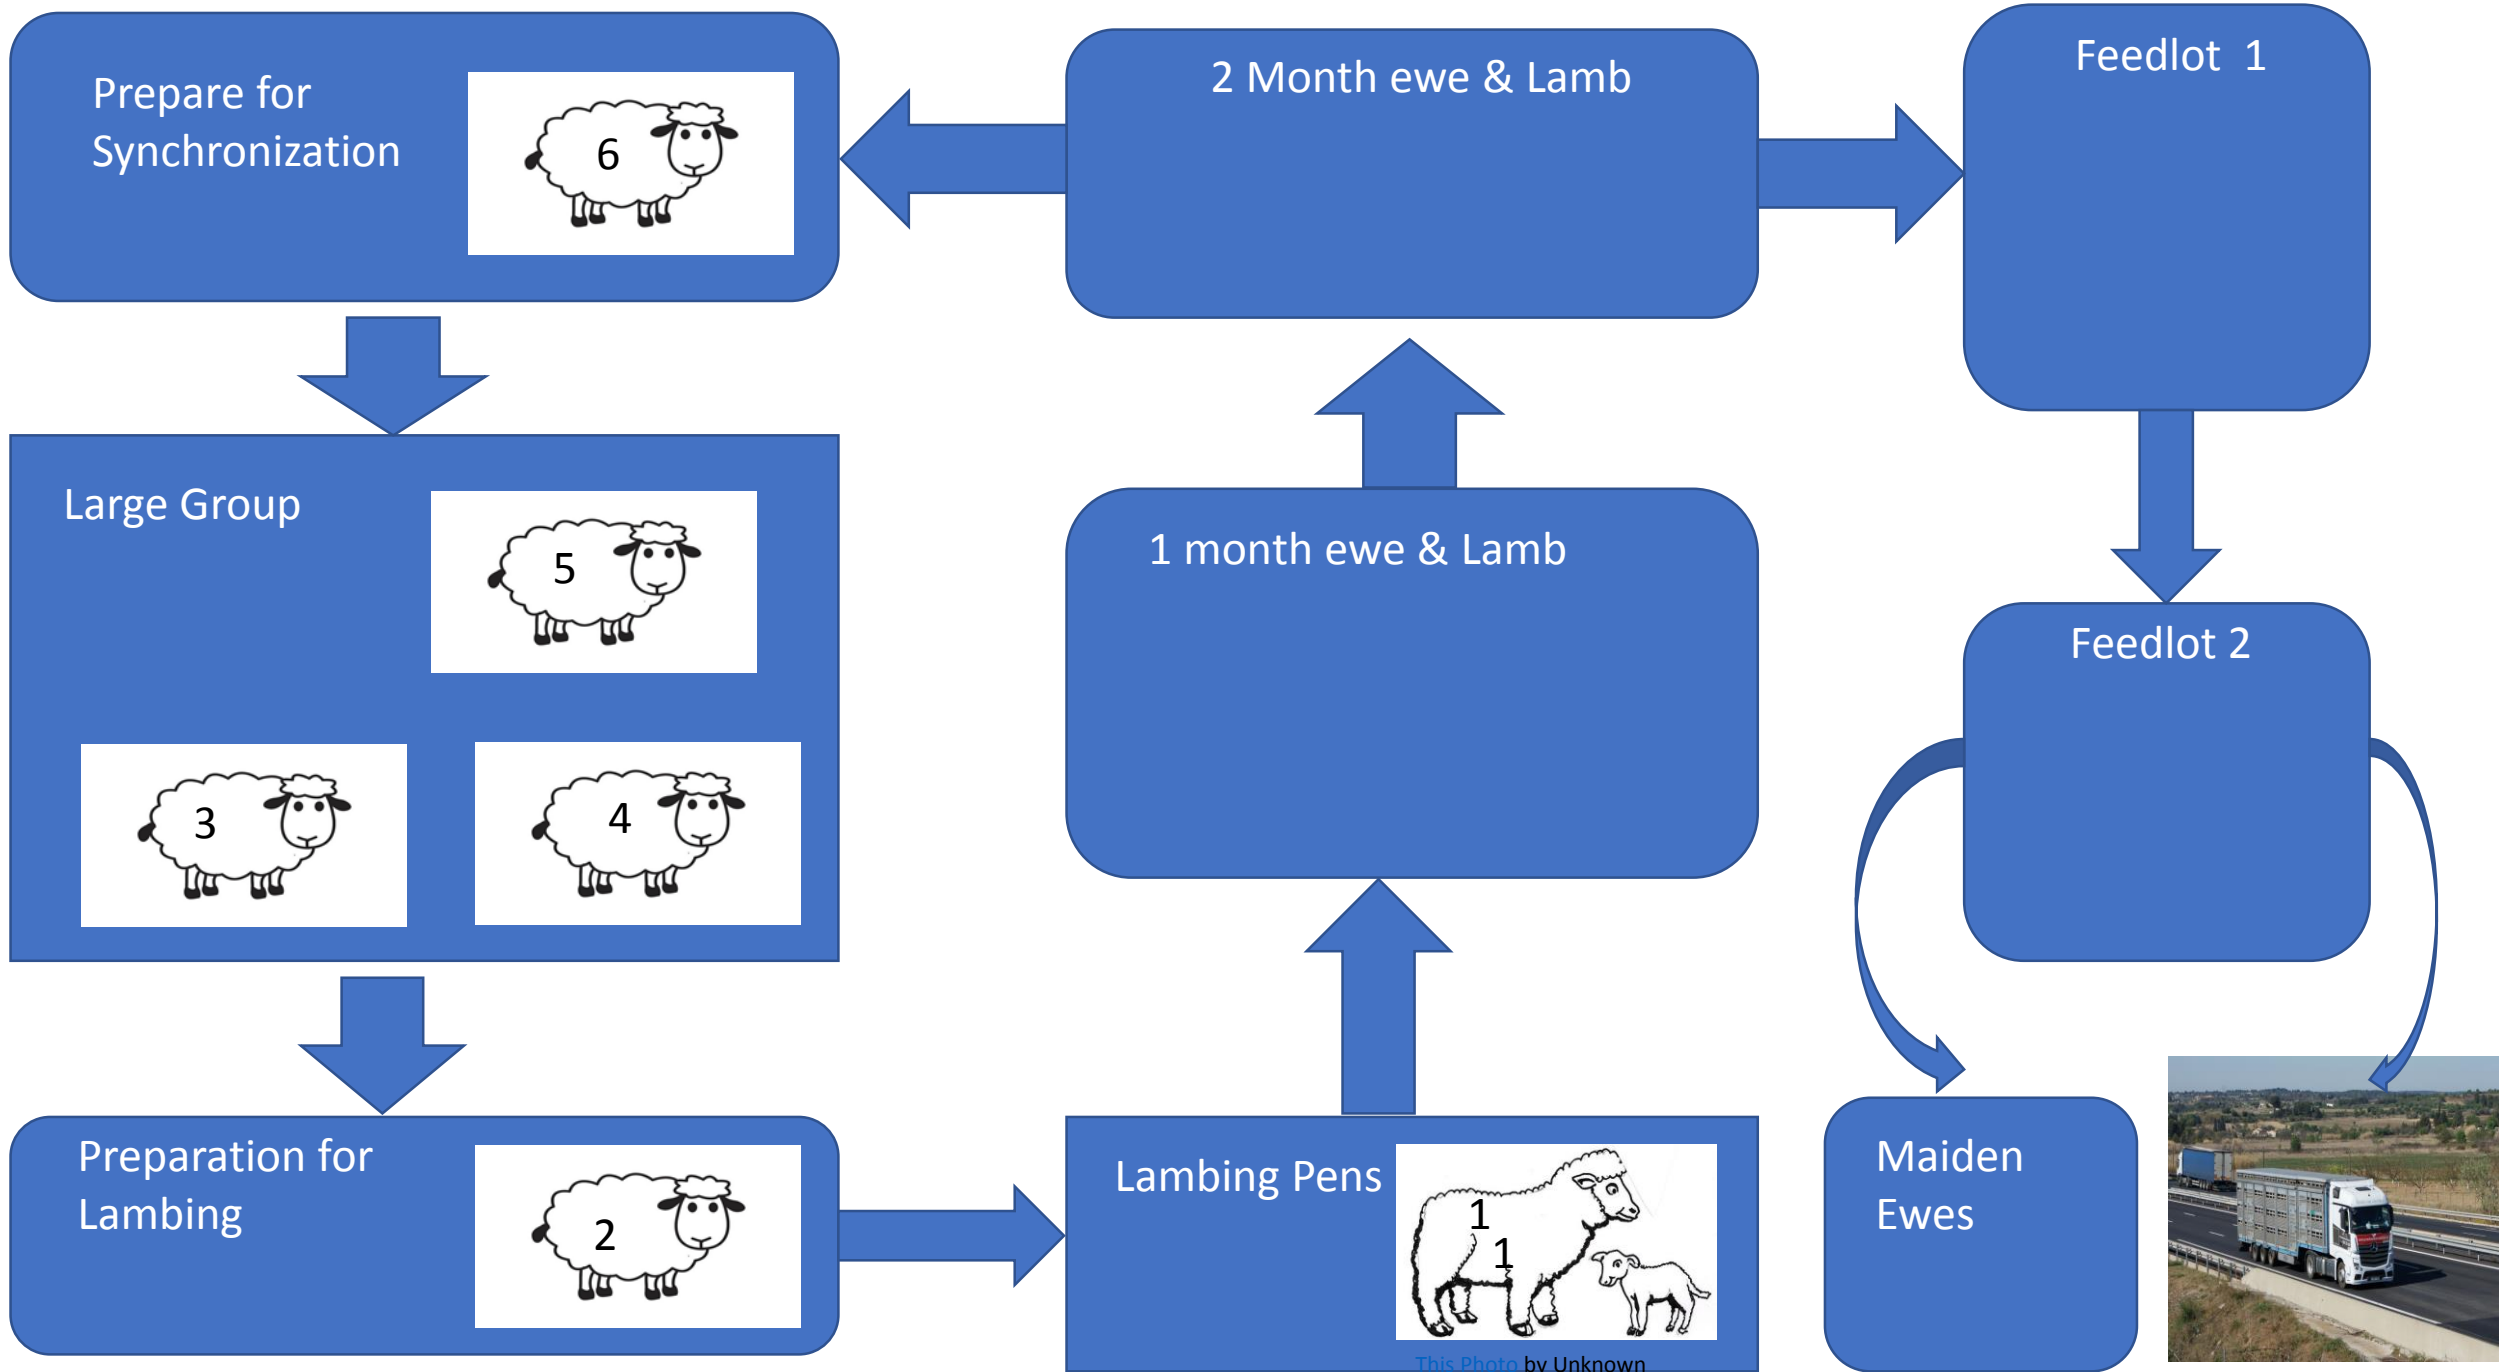 Prepare for
Synchronization
6
2 Month ewe & Lamb
Feedlot 1
Large Group
5
3
4
1 month ewe & Lamb
Feedlot 2
Preparation for
Lambing
2
Lambing Pens
1
1
This Photo by Unknown
Maiden
Ewes